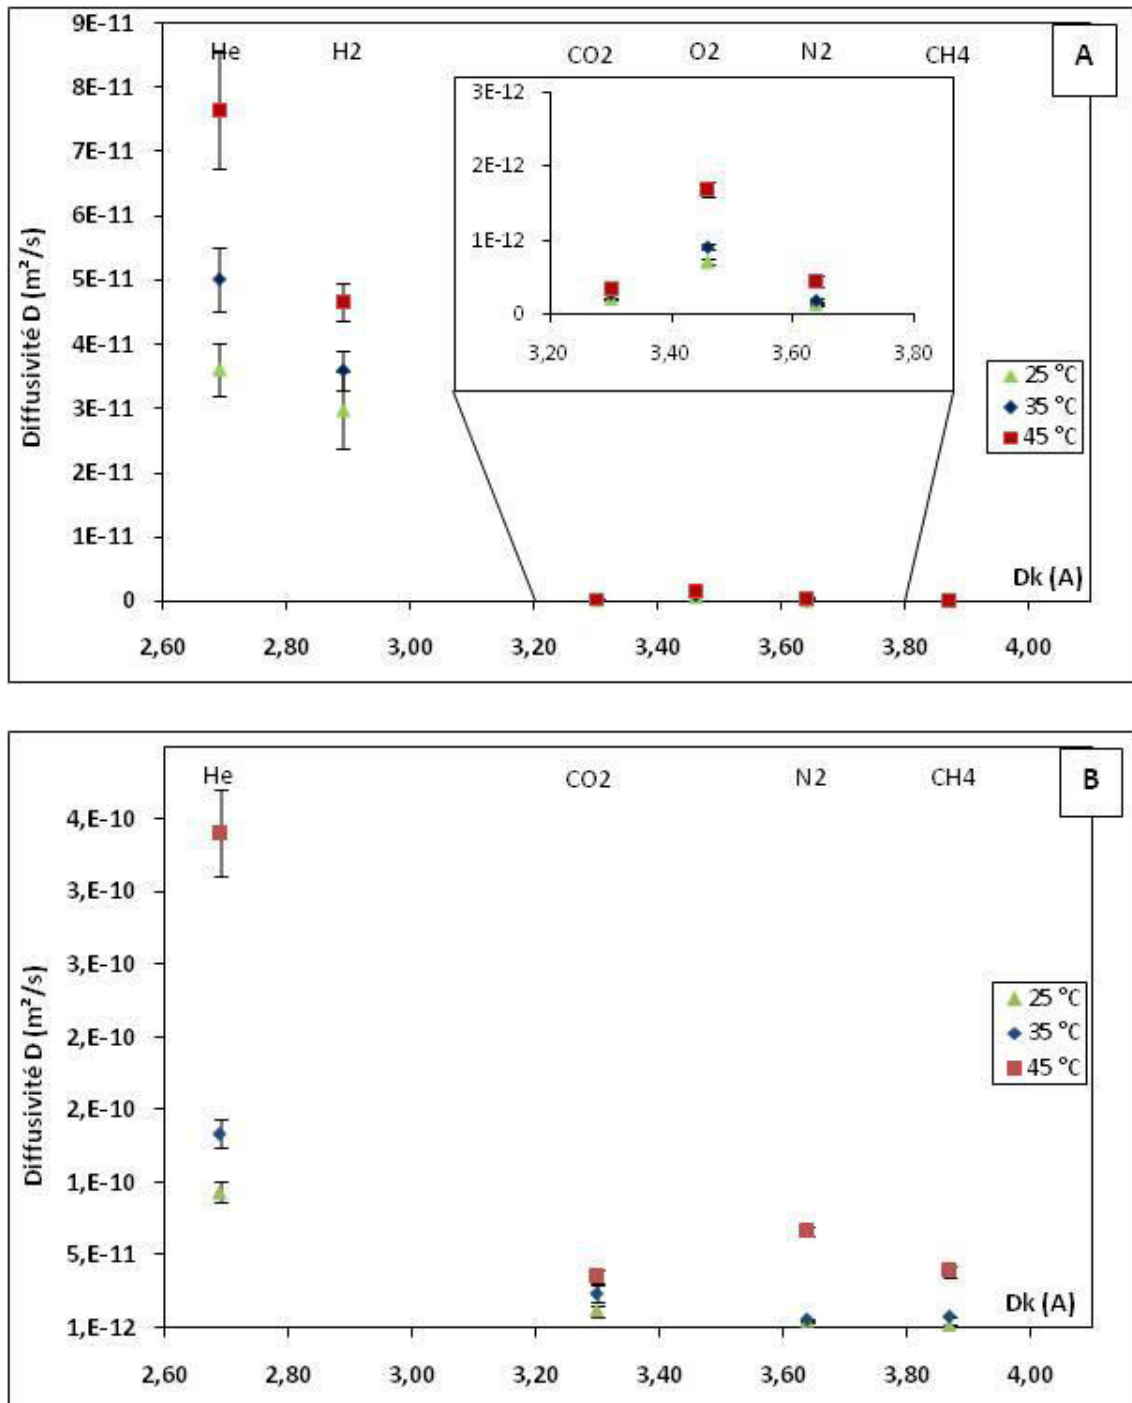 9E-11
He
H2
CO2
O2
N2
CH4
A
8E-11
7E-11
6E-11
5E-11
4E-11
3E-11
2E-11
1E-11
0
Diffusivité D (m²/s)
3E-12
2E-12
1E-12
0
3,20
3,40
3,60
3,80
25 °C
35 °C
45 °C
Dk (A)
2,60
2,80
3,00
3,20
3,40
3,60
3,80
4,00
He
CO2
N2
CH4
B
4,E-10
3,E-10
3,E-10
2,E-10
2,E-10
1,E-10
5,E-11
1,E-12
Diffusivité D (m²/s)
25 °C
35 °C
45 °C
Dk (A)
2,60
2,80
3,00
3,20
3,40
3,60
3,80
4,00